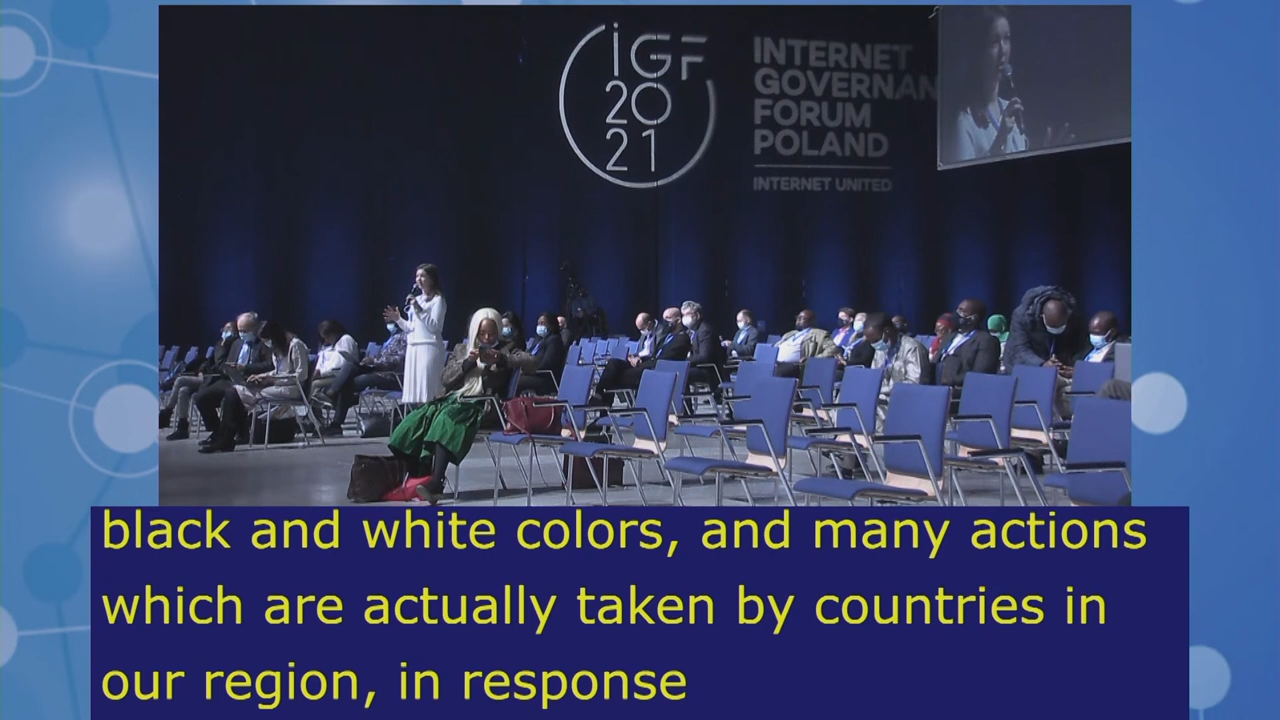 iGF
20
21
INTERNET
GOVERNAN
FORUM
POLAND
INTERNET UNITED
black and white colors, and many actions
which are actually taken by countries in
our region, in response